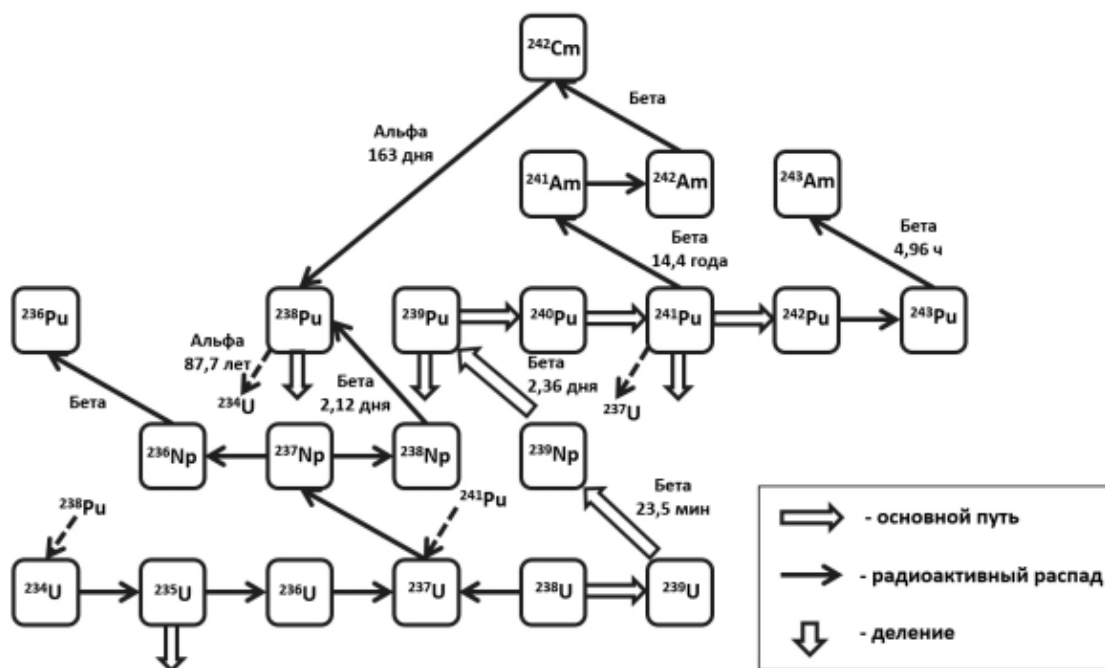 ²⁴²Cm
Бета
Альфа
163 дня
²⁴¹Am
²⁴²Am
²⁴³Am
Бета
14,4 года
Бета
4,96 ч
²³⁶Pu
²³⁸Pu
²³⁹Pu
²⁴⁰Pu
²⁴¹Pu
²⁴²Pu
²⁴³Pu
Альфа
87,7 лет
²³⁴U
Бета
Бета
2,12 дня
Бета
2,36 дня
²³⁷U
²³⁶Np
²³⁷Np
²³⁸Np
²³⁹Np
²³⁸Pu
²⁴¹Pu
Бета
23,5 мин
²³⁴U
²³⁵U
²³⁶U
²³⁷U
²³⁸U
²³⁹U
- основной путь
- радиоактивный распад
- деление